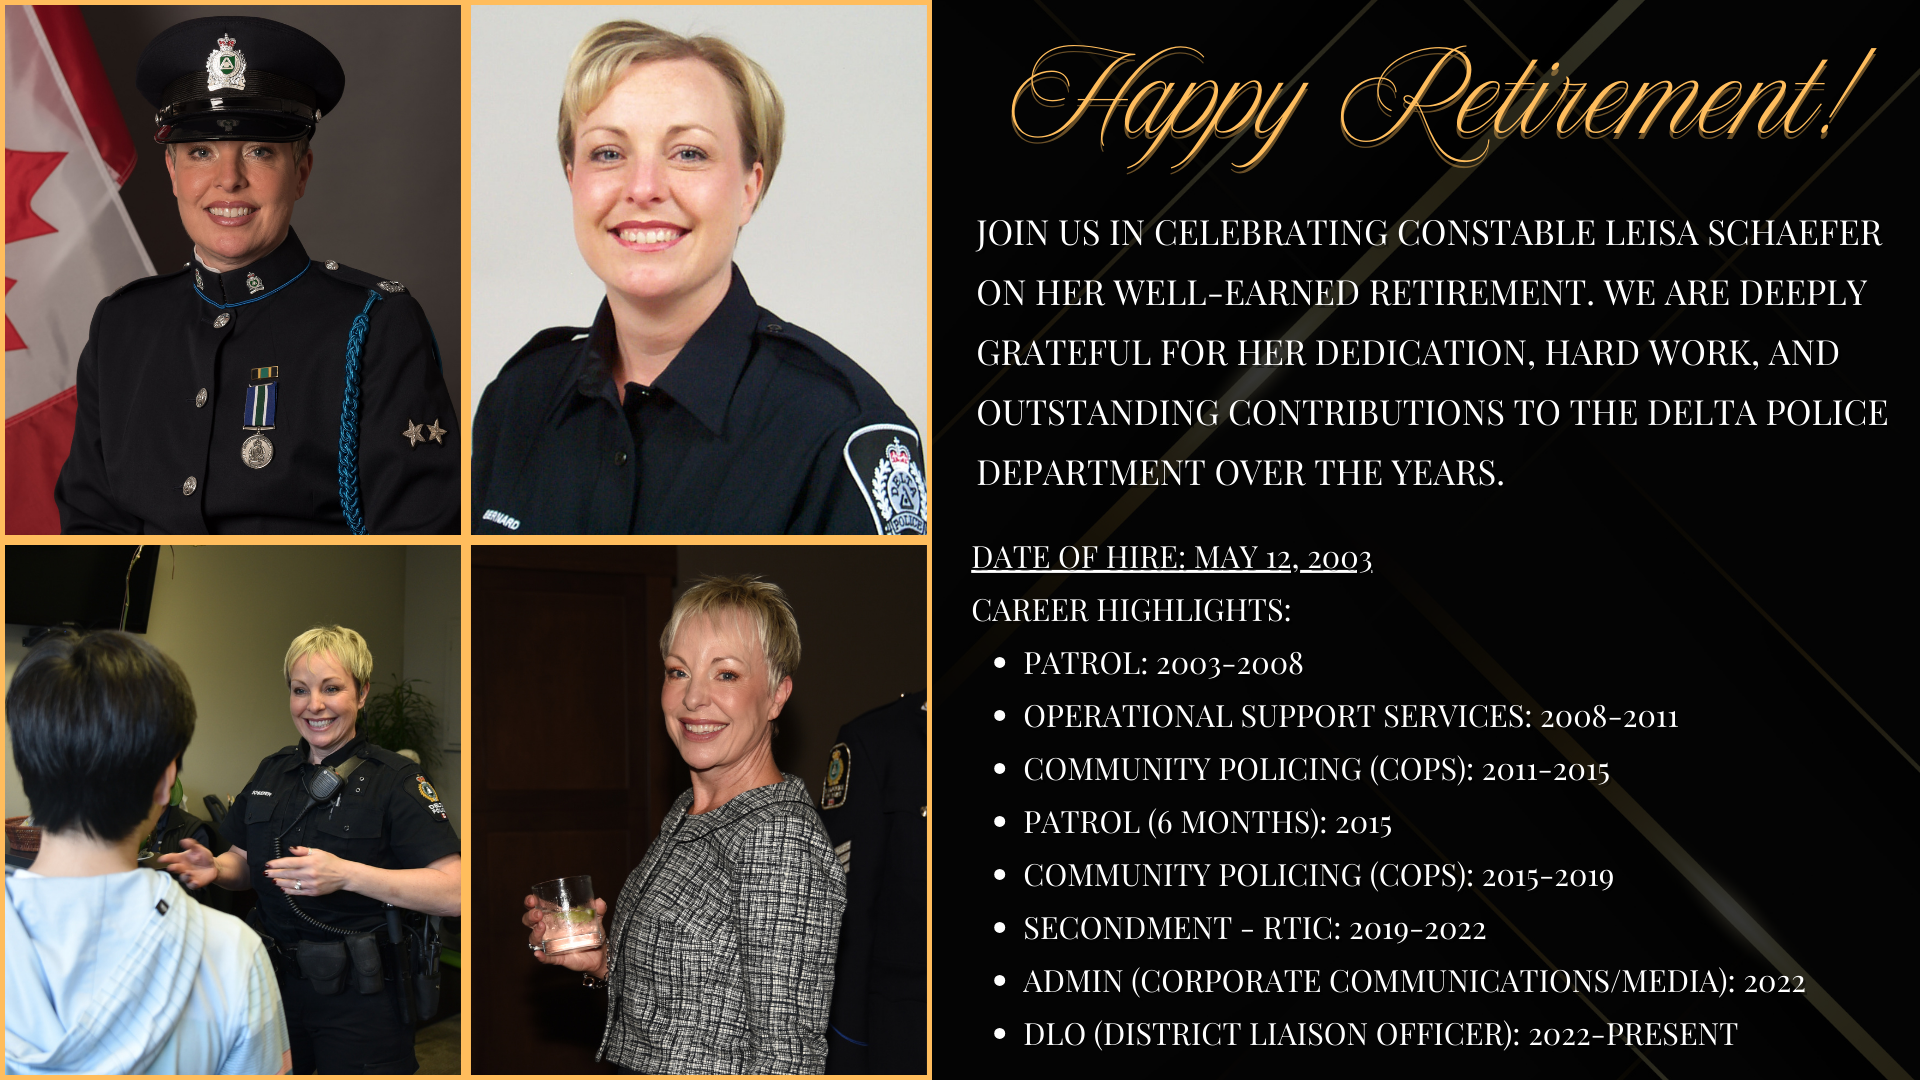 Happy Retirement!
JOIN US IN CELEBRATING CONSTABLE LEISA SCHAEFER
ON HER WELL-EARNED RETIREMENT. WE ARE DEEPLY
GRATEFUL FOR HER DEDICATION, HARD WORK, AND
OUTSTANDING CONTRIBUTIONS TO THE DELTA POLICE
DEPARTMENT OVER THE YEARS.
DATE OF HIRE: MAY 12, 2003
CAREER HIGHLIGHTS:
• PATROL: 2003-2008
• OPERATIONAL SUPPORT SERVICES: 2008-2011
• COMMUNITY POLICING (COPS): 2011-2015
• PATROL (6 MONTHS): 2015
• COMMUNITY POLICING (COPS): 2015-2019
• SECONDMENT - RTIC: 2019-2022
• ADMIN (CORPORATE COMMUNICATIONS/MEDIA): 2022
• DLO (DISTRICT LIAISON OFFICER): 2022-PRESENT
BERNARD
DELTA
POLICE